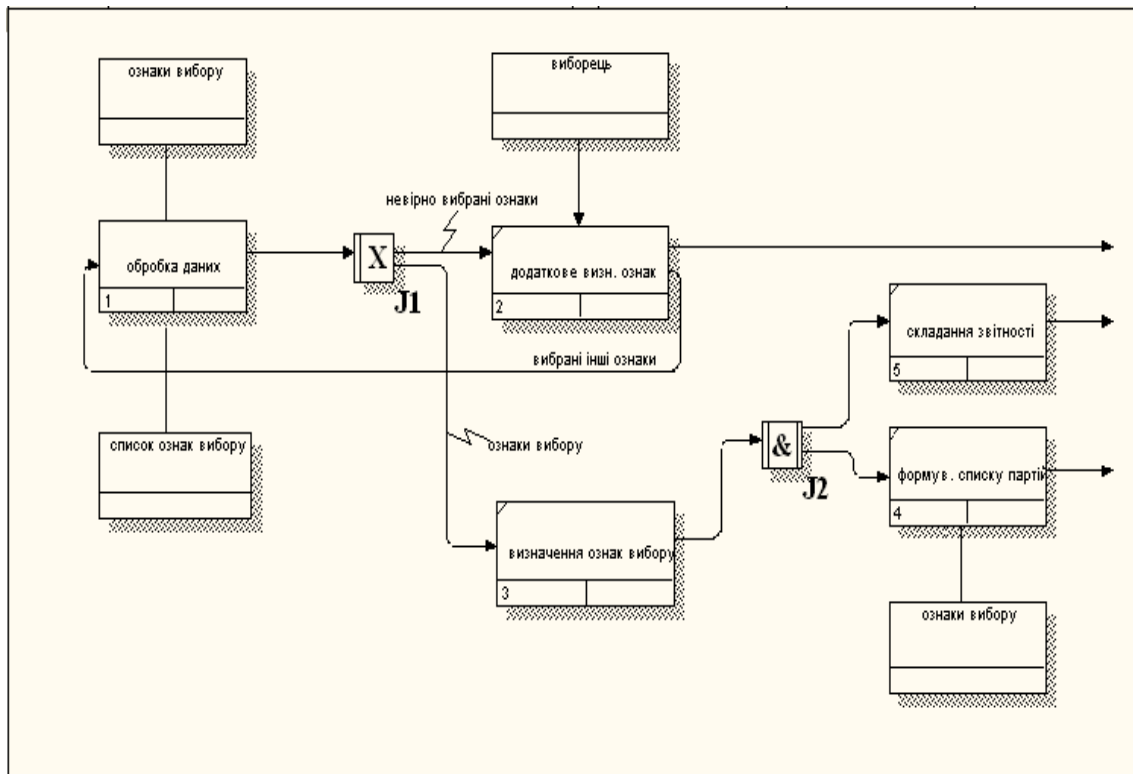 ознаки вибору
виборець
невірно вибрані ознаки
обробка даних
1
X
J1
додаткове визн. ознак
2
вибрані інші ознаки
складання звітності
5
список ознак вибору
ознаки вибору
&
J2
формув. списку партій
4
визначення ознак вибору
3
ознаки вибору